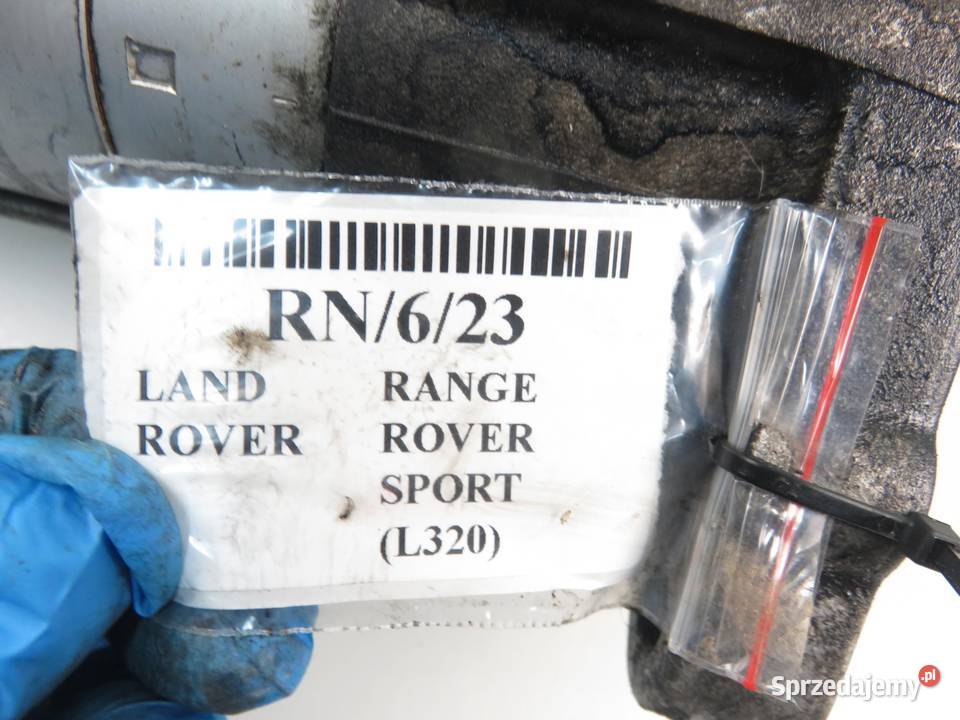 RN/6/23
LAND ROVER
RANGE ROVER SPORT (L320)
Sprzedajemy.pl